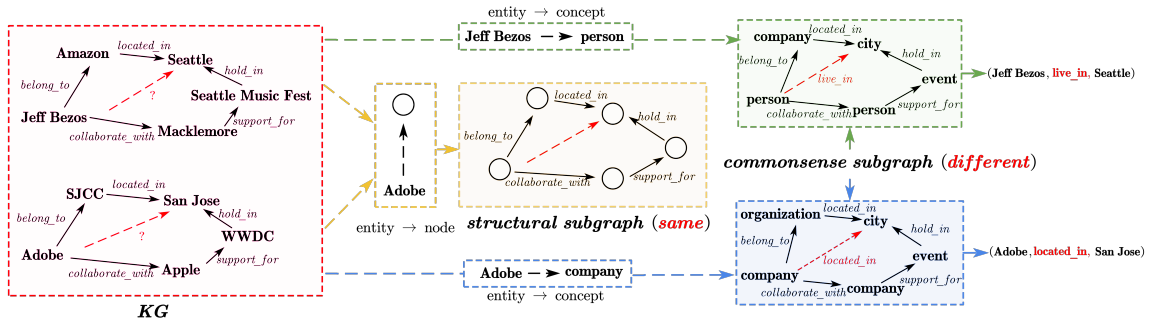 entity → concept
Jeff Bezos → person
Amazon
located_in
Seattle
belong_to
?
hold_in
Seattle Music Fest
Jeff Bezos
collaborate_with
Macklemore
support_for
SJCC
located_in
San Jose
belong_to
?
hold_in
WWDC
Adobe
collaborate_with
Apple
support_for
KG
Adobe
entity → node
located_in
belong_to
hold_in
collaborate_with
support_for
structural subgraph (same)
Adobe → company
entity → concept
company
located_in
city
belong_to
hold_in
live_in
event
person
collaborate_with
person
support_for
(Jeff Bezos, live_in, Seattle)
commonsense subgraph (different)
organization
located_in
city
belong_to
hold_in
located_in
event
company
collaborate_with
company
support_for
(Adobe, located_in, San Jose)